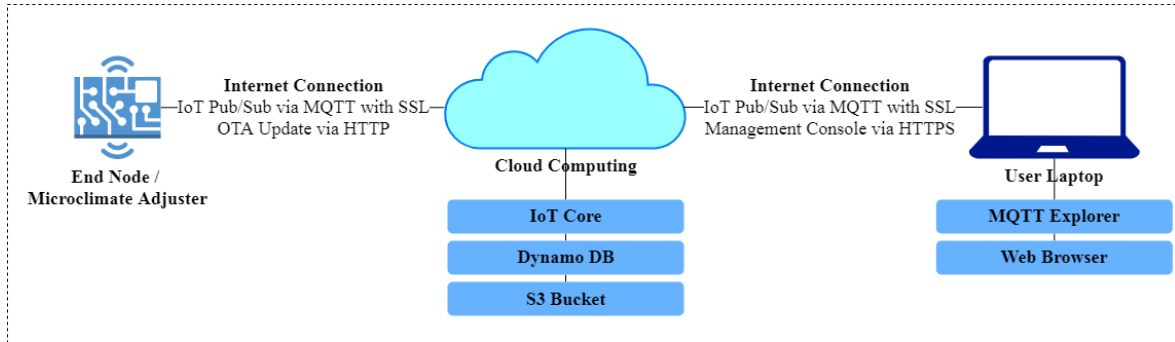 Internet Connection
IoT Pub/Sub via MQTT with SSL
OTA Update via HTTP
End Node /
Microclimate Adjuster
Cloud Computing
IoT Core
Dynamo DB
S3 Bucket
Internet Connection
IoT Pub/Sub via MQTT with SSL
Management Console via HTTPS
User Laptop
MQTT Explorer
Web Browser